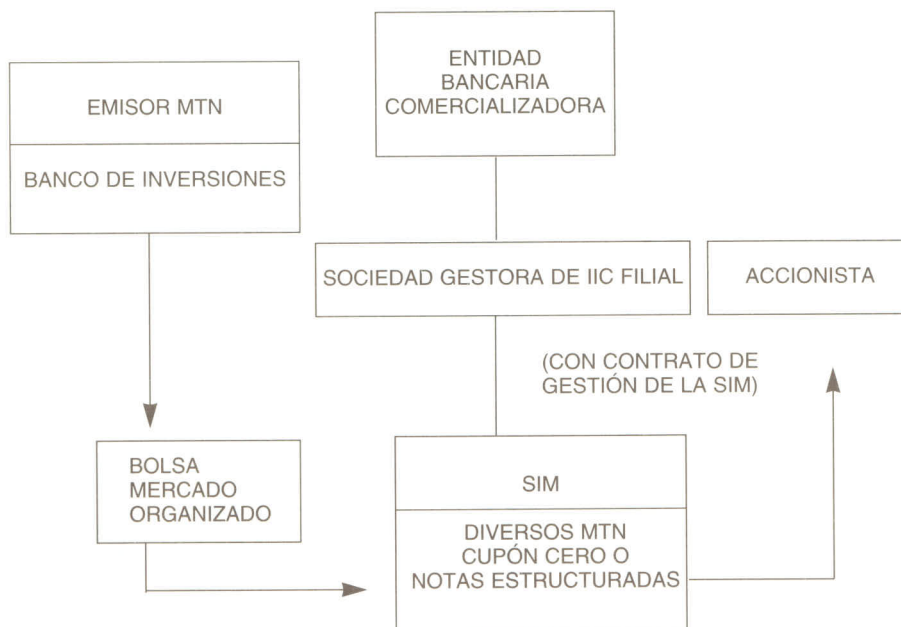 EMISOR MTN
BANCO DE INVERSIONES
ENTIDAD
BANCARIA
COMERCIALIZADORA
SOCIEDAD GESTORA DE IIC FILIAL
ACCIONISTA
(CON CONTRATO DE
GESTIÓN DE LA SIM)
BOLSA
MERCADO
ORGANIZADO
SIM
DIVERSOS MTN
CUPÓN CERO O
NOTAS ESTRUCTURADAS